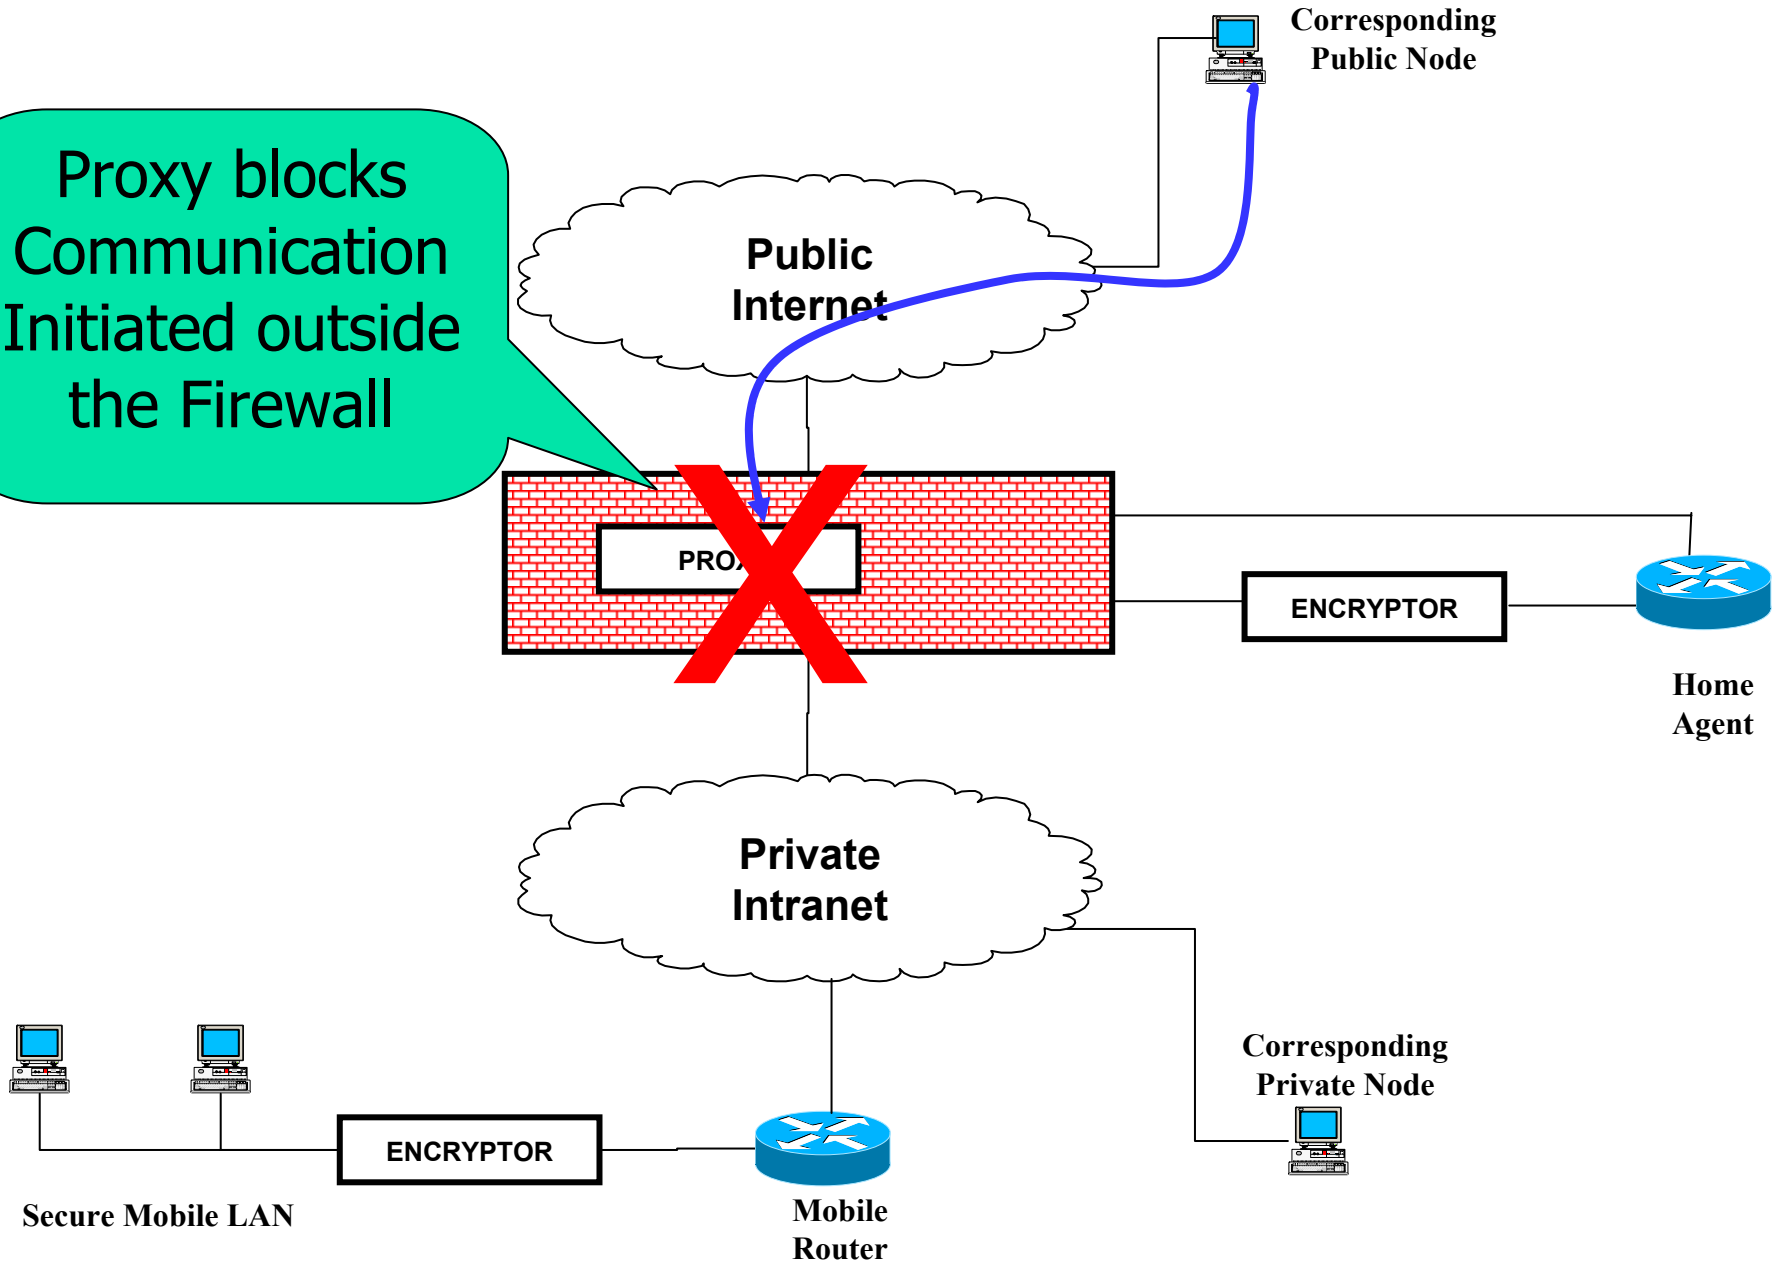 Corresponding
Public Node
Proxy blocks
Communication
Initiated outside
the Firewall
Public
Internet
PROX
ENCRYPTOR
Home
Agent
Private
Intranet
Corresponding
Private Node
ENCRYPTOR
Secure Mobile LAN
Mobile
Router